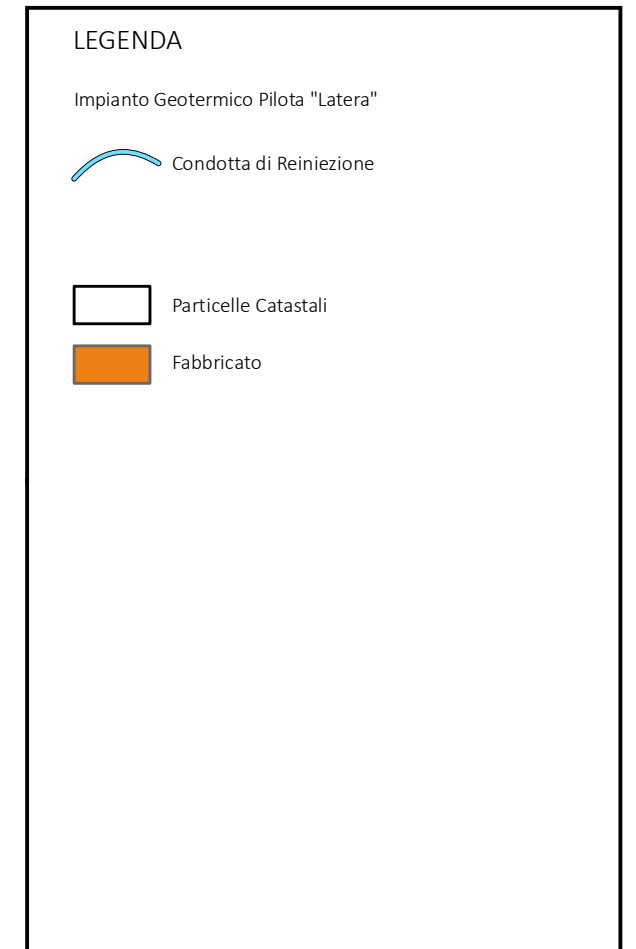 LEGENDA
Impianto Geotermico Pilota "Latera"
Condotta di Reiniezione
Particelle Catastali
Fabbricato